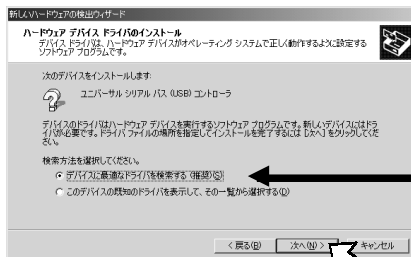 新しいハードウェアの検出ウィザード
ハードウェア デバイス ドライバのインストール
デバイス ドライバは、ハードウェア デバイスがオペレーティング システムで正しく動作するように設定する
ソフトウェア プログラムです。
次のデバイスをインストールします:
ユニバーサル シリアル バス (USB) コントローラ
デバイスのドライバはハードウェア デバイスを実行するソフトウェア プログラムです。新しいデバイスにはドラ
イバが必要です。ドライバ ファイルの場所を指定してインストールを完了するには [次へ] をクリックしてくだ
さい。
検索方法を選択してください。
デバイスに最適なドライバを検索する (推奨)(S)
このデバイスの既知のドライバを表示して、その一覧から選択する(D)
< 戻る(B) 次へ(N) > キャンセル